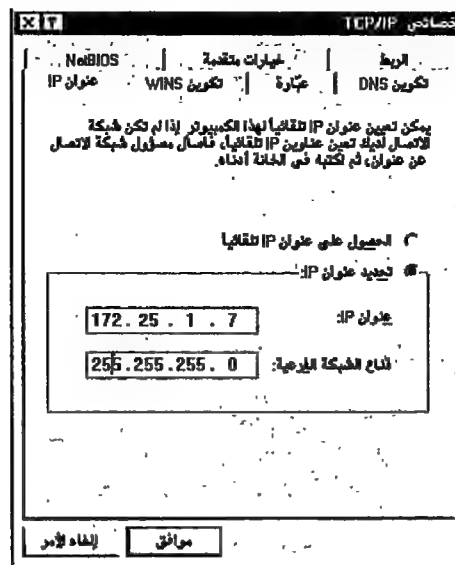 خصائص TCP/IP
الربط خيارات متقدمة NetBIOS
تكوين DNS عبّارة تكوين WINS عنوان IP
يمكن تعيين عنوان IP تلقائياً لهذا الكمبيوتر. إذا لم تكن شبكة
الاتصال لديك تعين عناوين IP تلقائياً، فاسأل مسؤول شبكة الاتصال
عن عنوان، ثم اكتبه في الخانة أدناه.
الحصول على عنوان IP تلقائياً
تحديد عنوان IP:
عنوان IP: 172.25.1.7
قناع الشبكة الفرعية: 255.255.255.0
موافق إلغاء الأمر